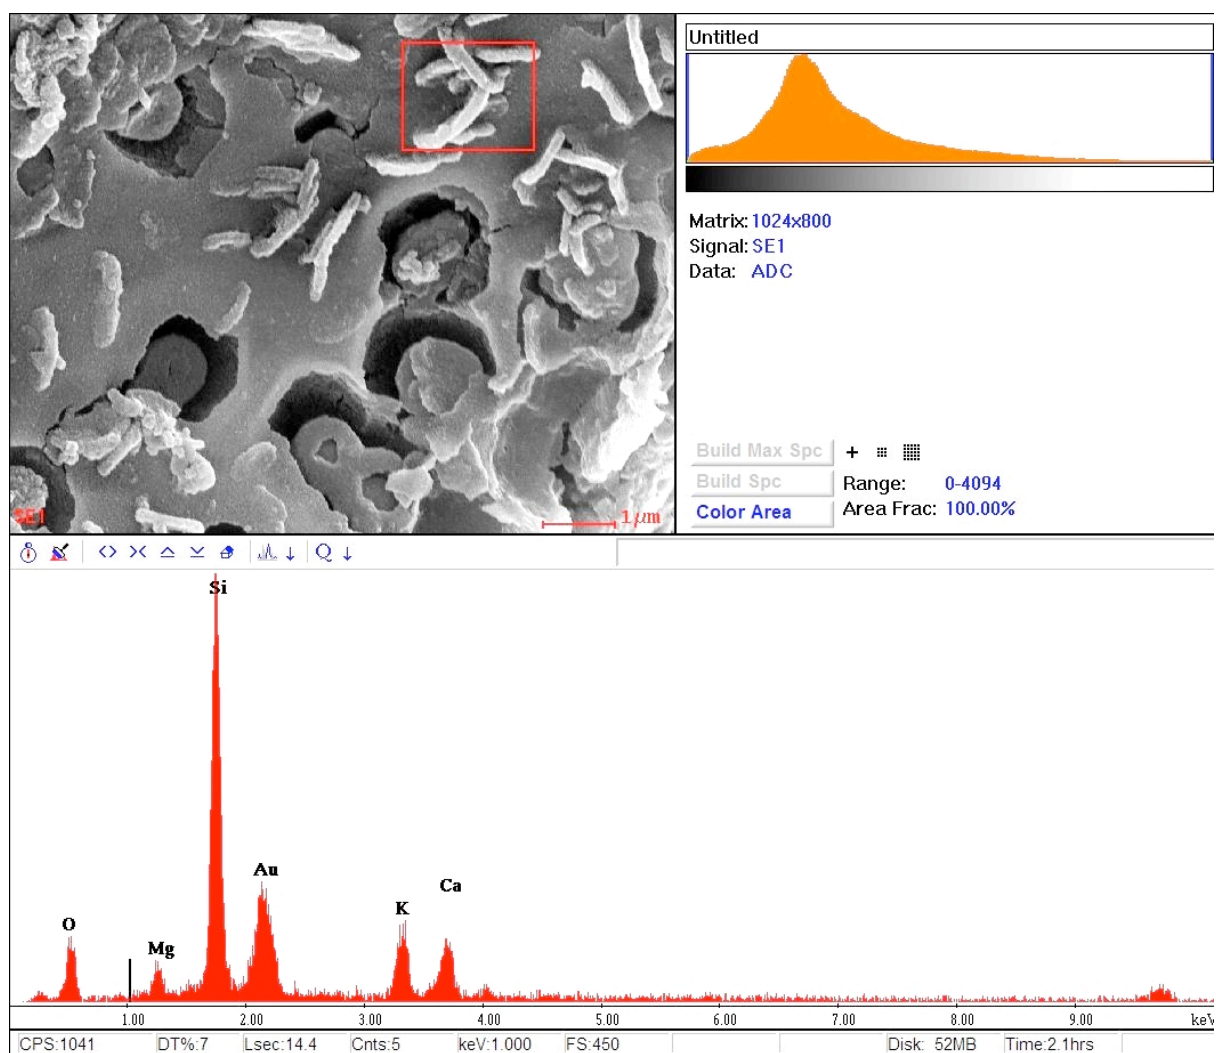 Untitled
Matrix: 1024x800
Signal: SE1
Data: ADC
Build Max Spc
Build Spc
Range: 0-4094
Color Area
Area Frac: 100.00%
SE1
1 μm
Q
Si
Au
Ca
K
O
Mg
1.00 2.00 3.00 4.00 5.00 6.00 7.00 8.00 9.00 keV
CPS:1041 DT%:7 Lsec:14.4 Cnts:5 keV:1.000 FS:450 Disk: 52MB Time:2.1hrs